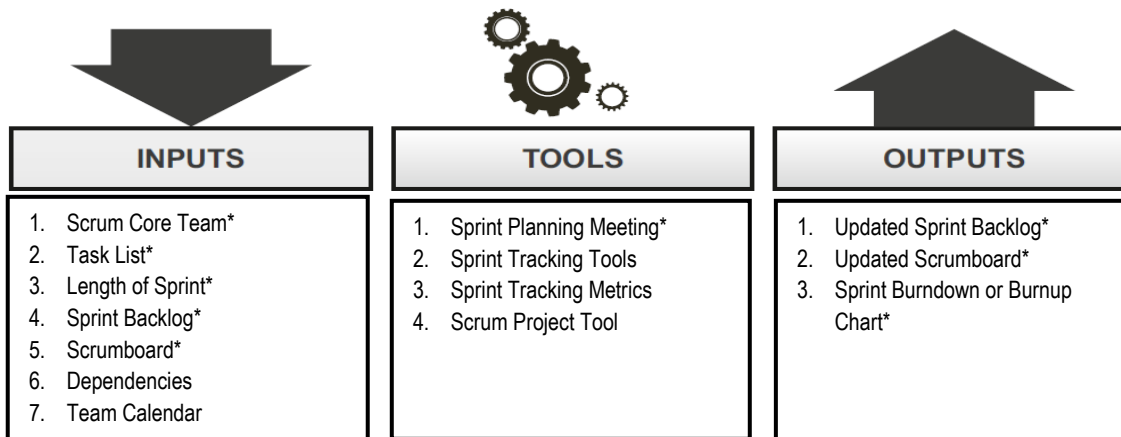 INPUTS
1. Scrum Core Team*
2. Task List*
3. Length of Sprint*
4. Sprint Backlog*
5. Scrumboard*
6. Dependencies
7. Team Calendar
TOOLS
1. Sprint Planning Meeting*
2. Sprint Tracking Tools
3. Sprint Tracking Metrics
4. Scrum Project Tool
OUTPUTS
1. Updated Sprint Backlog*
2. Updated Scrumboard*
3. Sprint Burndown or Burnup
Chart*